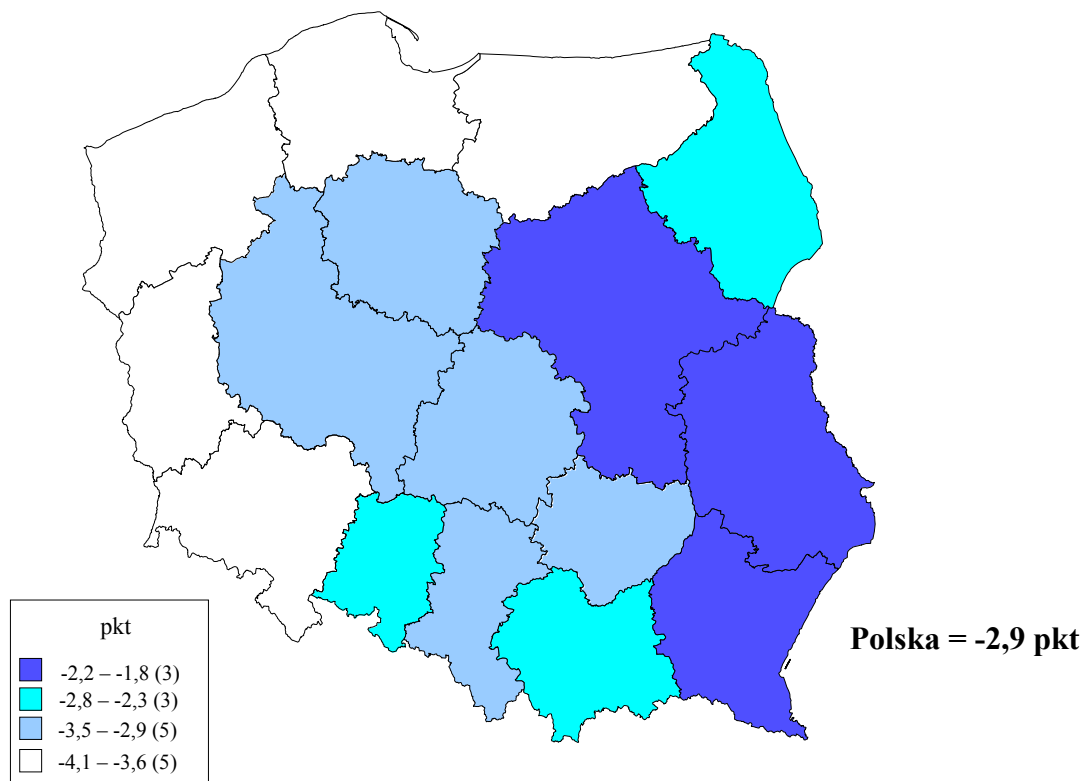 Polska = -2,9 pkt
pkt
-2,2 – -1,8 (3)
-2,8 – -2,3 (3)
-3,5 – -2,9 (5)
-4,1 – -3,6 (5)